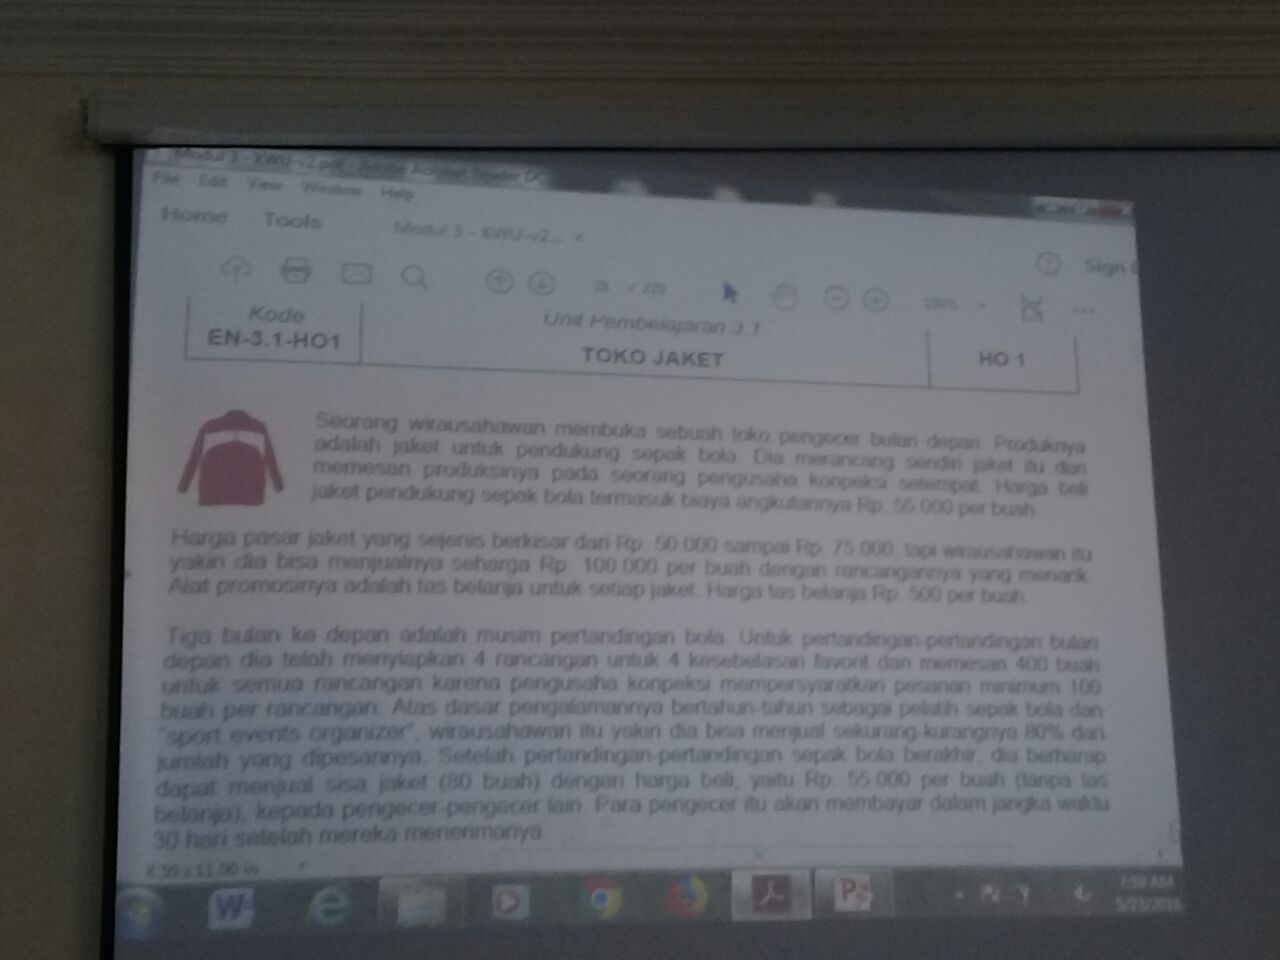 Modul 3 - KWU-v2.pdf - Adobe Acrobat Reader DC
File Edit View Window Help
Home Tools Modul 3 - KWU-v2... ×
Sign
/ 100%
Kode Unit Pembelajaran 3.1
EN-3.1-HO1 TOKO JAKET HO 1
Seorang wirausahawan membuka sebuah toko pengecer bulan depan. Produknya
adalah jaket untuk pendukung sepak bola. Dia merancang sendiri jaket itu dan
memesan produksinya pada seorang pengusaha konpeksi setempat. Harga beli
jaket pendukung sepak bola termasuk biaya angkutannya Rp. 55.000 per buah.
Harga pasar jaket yang sejenis berkisar dari Rp. 50.000 sampai Rp. 75.000, tapi wirausahawan itu
yakin dia bisa menjualnya seharga Rp. 100.000 per buah dengan rancangannya yang menarik.
Alat promosinya adalah tas belanja untuk setiap jaket. Harga tas belanja Rp. 500 per buah.
Tiga bulan ke depan adalah musim pertandingan bola. Untuk pertandingan-pertandingan bulan
depan dia telah menyiapkan 4 rancangan untuk 4 kesebelasan favorit dan memesan 400 buah
untuk semua rancangan karena pengusaha konpeksi mempersyaratkan pesanan minimum 100
buah per rancangan. Atas dasar pengalamannya bertahun-tahun sebagai pelatih sepak bola dan
"sport events organizer", wirausahawan itu yakin dia bisa menjual sekurang-kurangnya 80% dari
jumlah yang dipesannya. Setelah pertandingan-pertandingan sepak bola berakhir, dia berharap
dapat menjual sisa jaket (80 buah) dengan harga beli, yaitu Rp. 55.000 per buah (tanpa tas
belanja), kepada pengecer-pengecer lain. Para pengecer itu akan membayar dalam jangka waktu
30 hari setelah mereka menerimanya.
8.50 x 11.00 in
7:59 AM
5/23/2018